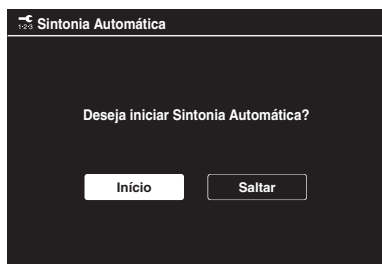 1·2·3 Sintonia Automática
Deseja iniciar Sintonia Automática?
Início
Saltar